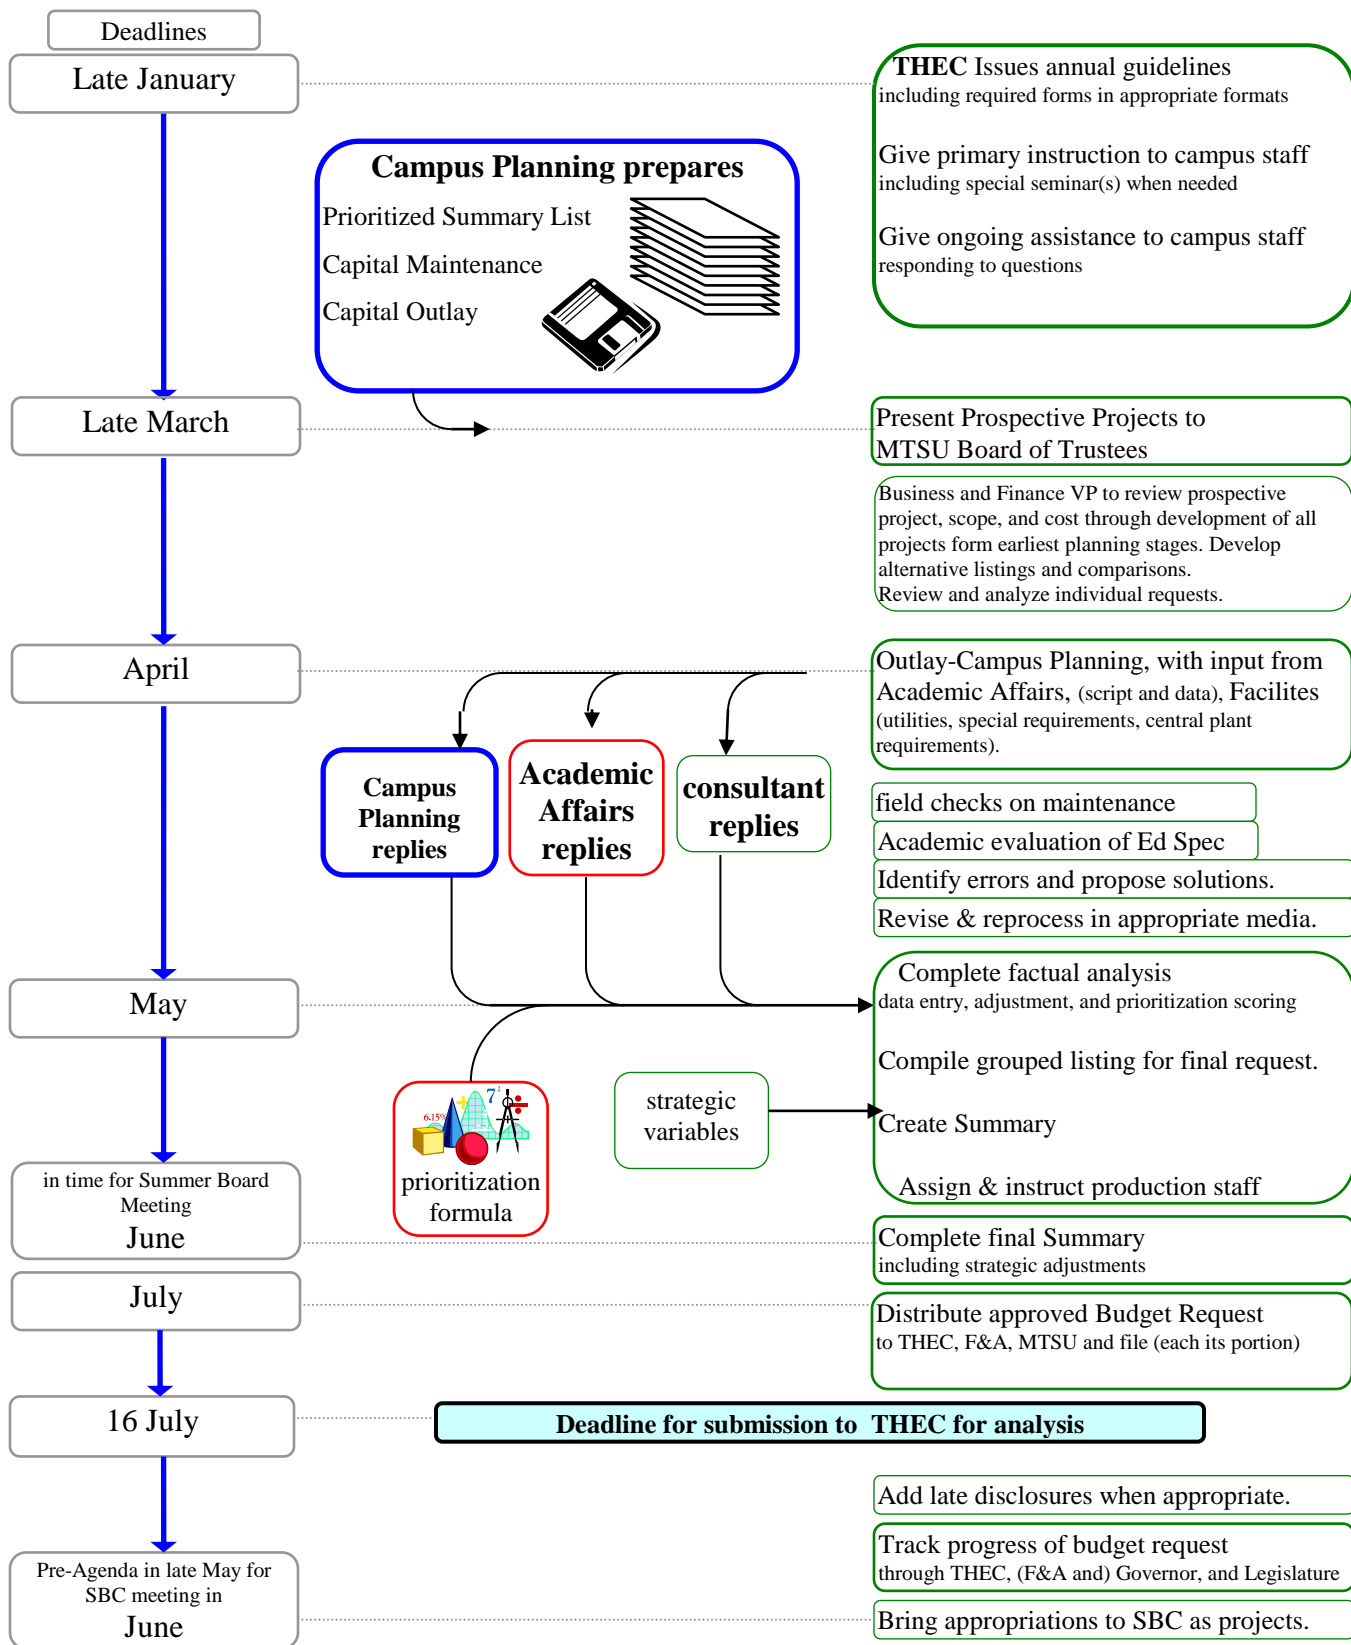 Deadlines
Late January
THEC Issues annual guidelines
including required forms in appropriate formats
Give primary instruction to campus staff
including special seminar(s) when needed
Give ongoing assistance to campus staff
responding to questions
Campus Planning prepares
Prioritized Summary List
Capital Maintenance
Capital Outlay
Late March
Present Prospective Projects to
MTSU Board of Trustees
Business and Finance VP to review prospective
project, scope, and cost through development of all
projects form earliest planning stages. Develop
alternative listings and comparisons.
Review and analyze individual requests.
April
Outlay-Campus Planning, with input from
Academic Affairs, (script and data), Facilites
(utilities, special requirements, central plant
requirements).
Campus
Planning
replies
Academic
Affairs
replies
consultant
replies
field checks on maintenance
Academic evaluation of Ed Spec
Identify errors and propose solutions.
Revise & reprocess in appropriate media.
May
Complete factual analysis
data entry, adjustment, and prioritization scoring
Compile grouped listing for final request.
Create Summary
Assign & instruct production staff
6.15%
7²
prioritization
formula
strategic
variables
in time for Summer Board
Meeting
June
Complete final Summary
including strategic adjustments
July
Distribute approved Budget Request
to THEC, F&A, MTSU and file (each its portion)
16 July
Deadline for submission to THEC for analysis
Add late disclosures when appropriate.
Track progress of budget request
through THEC, (F&A and) Governor, and Legislature
Pre-Agenda in late May for
SBC meeting in
June
Bring appropriations to SBC as projects.